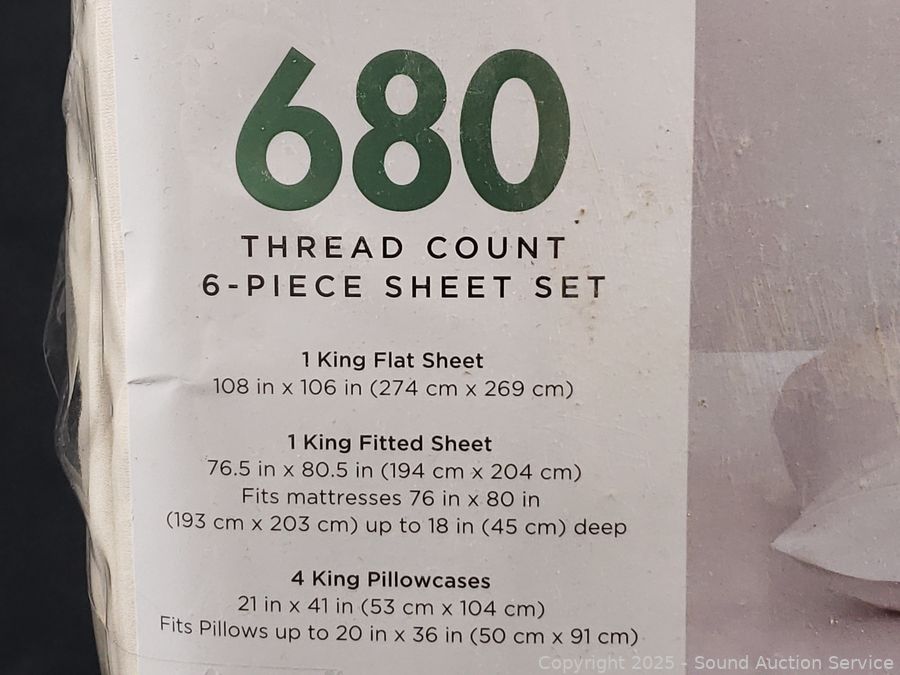 680
THREAD COUNT
6-PIECE SHEET SET
1 King Flat Sheet
108 in x 106 in (274 cm x 269 cm)
1 King Fitted Sheet
76.5 in x 80.5 in (194 cm x 204 cm)
Fits mattresses 76 in x 80 in
(193 cm x 203 cm) up to 18 in (45 cm) deep
4 King Pillowcases
21 in x 41 in (53 cm x 104 cm)
Fits Pillows up to 20 in x 36 in (50 cm x 91 cm)
Copyright 2025 - Sound Auction Service